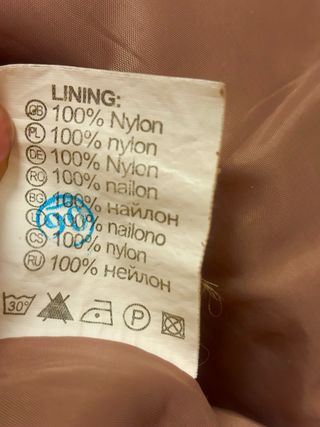 LINING:
GB 100% Nylon
PL 100% nylon
DE 100% Nylon
RO 100% nailon
BG 100% найлон
100% nailono
CS 100% nylon
RU 100% нейлон
30° P